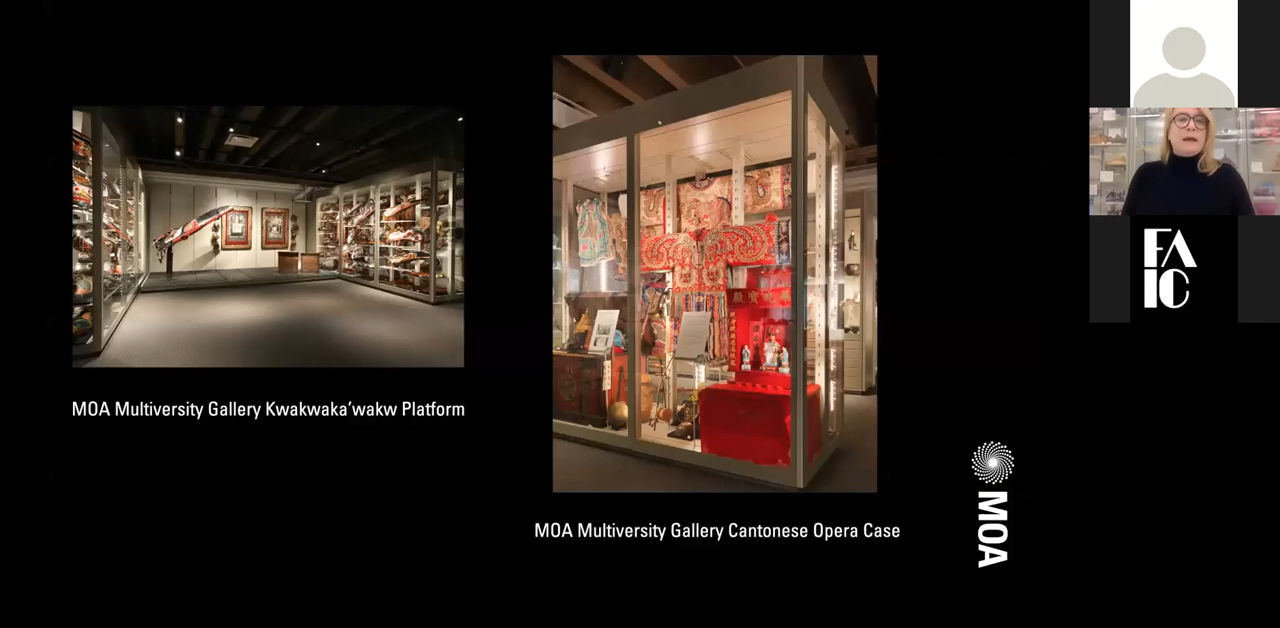 MOA Multiversity Gallery Kwakwaka'wakw Platform
MOA Multiversity Gallery Cantonese Opera Case
MOA
FA
IC